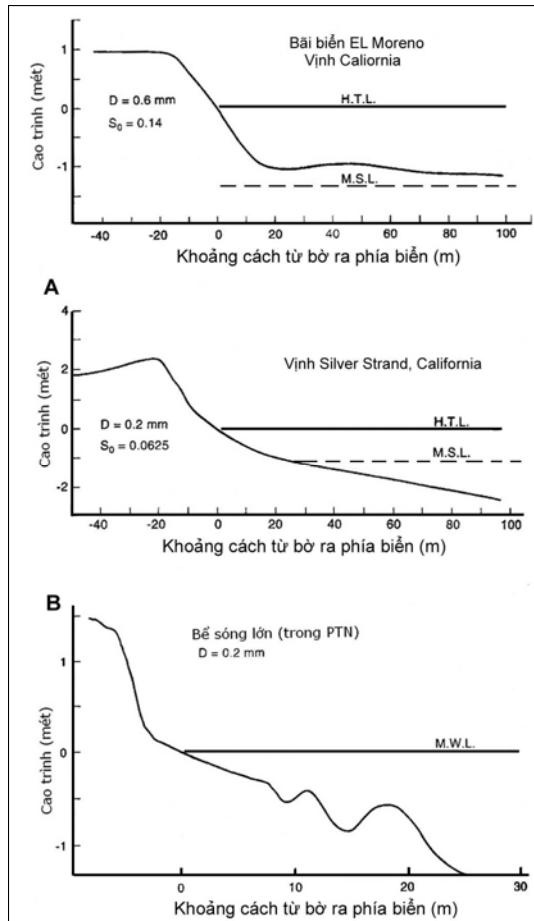 Bãi biển EL Moreno
Vịnh Caliornia
Cao trình (mét)
1
0
-1
D = 0.6 mm
S₀ = 0.14
H.T.L.
M.S.L.
-40 -20 0 20 40 60 80 100
Khoảng cách từ bờ ra phía biển (m)
A
Vịnh Silver Strand, California
Cao trình (mét)
4
2
0
-2
D = 0.2 mm
S₀ = 0.0625
H.T.L.
M.S.L.
-40 -20 0 20 40 60 80 100
Khoảng cách từ bờ ra phía biển (m)
B
Bể sóng lớn (trong PTN)
D = 0.2 mm
Cao trình (mét)
1
0
-1
M.W.L.
0 10 20 30
Khoảng cách từ bờ ra phía biển (m)